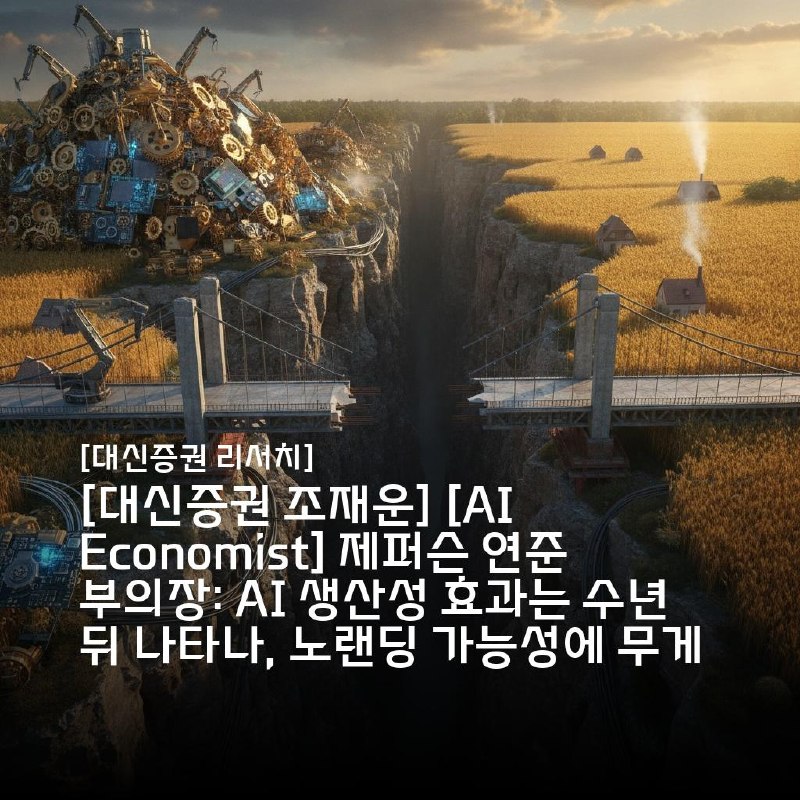 [대신증권 리서치]
[대신증권 조재운] [AI
Economist] 제퍼슨 연준
부의장: AI 생산성 효과는 수년
뒤 나타나, 노랜딩 가능성에 무게